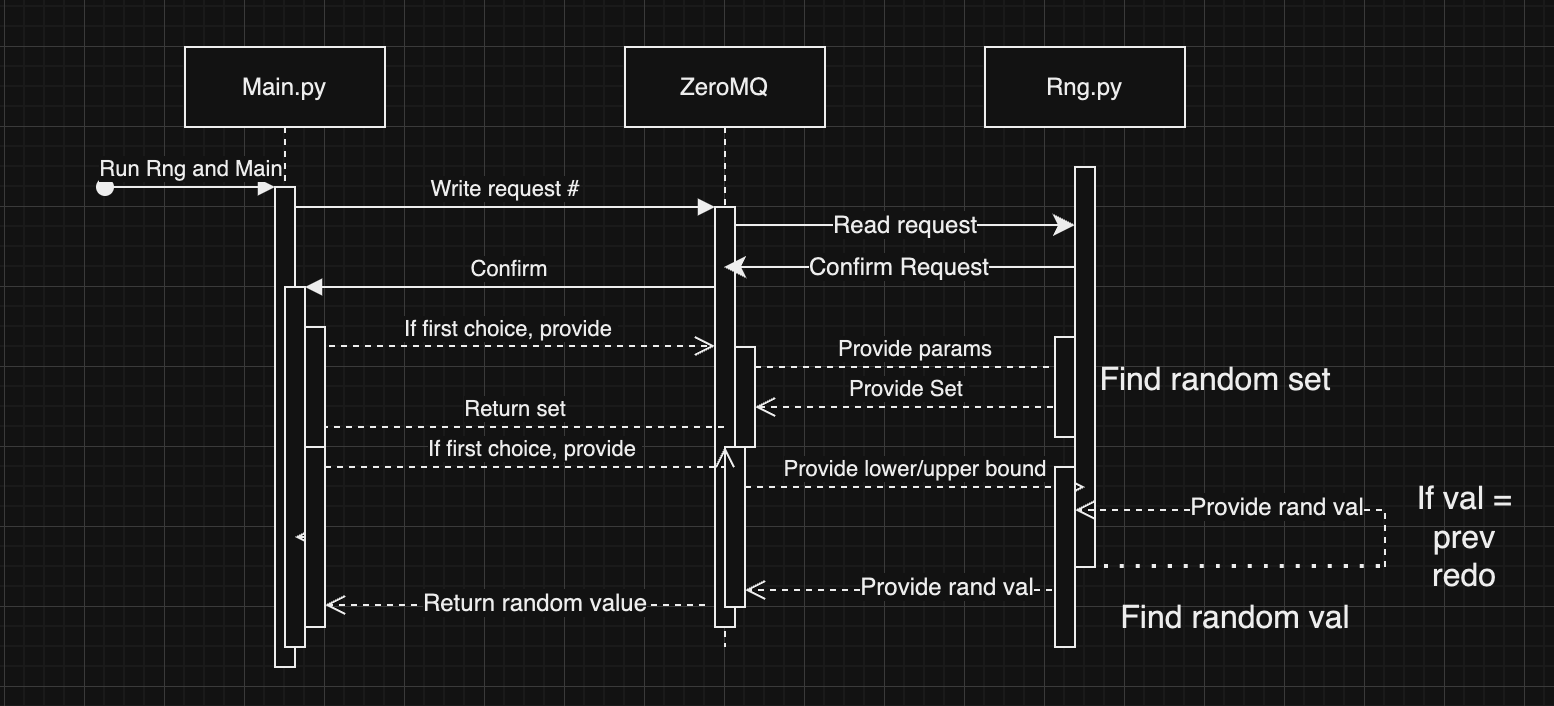 Main.py
ZeroMQ
Rng.py
Run Rng and Main
Write request #
Read request
Confirm Request
Confirm
If first choice, provide
Provide params
Find random set
Provide Set
Return set
If first choice, provide
Provide lower/upper bound
Provide rand val
If val =
prev
redo
Provide rand val
Return random value
Find random val